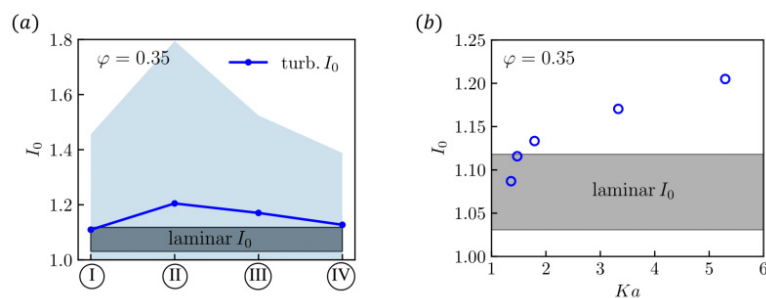 (a)
φ = 0.35
turb. I₀
1.8
1.6
1.4
1.2
1.0
I₀
laminar I₀
I II III IV
(b)
φ = 0.35
1.25
1.20
1.15
1.10
1.05
1.00
I₀
laminar I₀
1 2 3 4 5 6
Ka